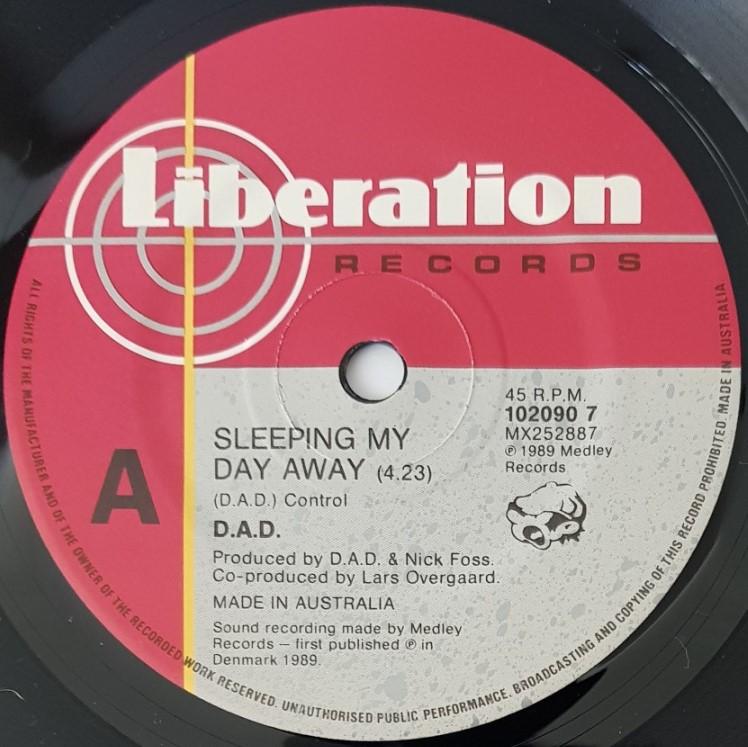 Liberation
RECORDS
A
SLEEPING MY
DAY AWAY (4.23)
(D.A.D.) Control
D.A.D.
Produced by D.A.D. & Nick Foss.
Co-produced by Lars Overgaard.
MADE IN AUSTRALIA
Sound recording made by Medley
Records – first published ℗ in
Denmark 1989.
45 R.P.M.
102090 7
MX252887
℗ 1989 Medley
Records
ALL RIGHTS OF THE MANUFACTURER AND OF THE OWNER OF THE RECORDED WORK RESERVED. UNAUTHORISED PUBLIC PERFORMANCE, BROADCASTING AND COPYING OF THIS RECORD PROHIBITED. MADE IN AUSTRALIA